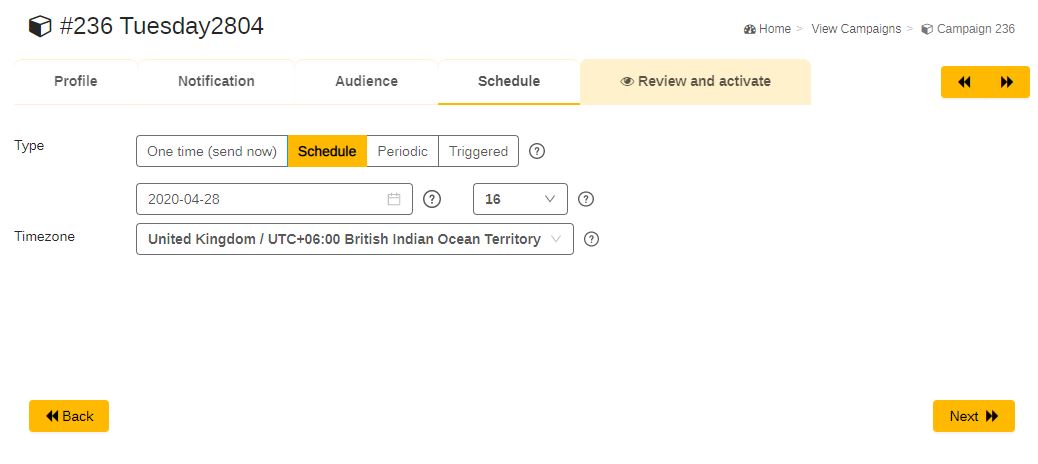 #236 Tuesday2804
Home > View Campaigns > Campaign 236
Profile Notification Audience Schedule Review and activate
Type One time (send now) Schedule Periodic Triggered ?
2020-04-28 ? 16 ?
Timezone United Kingdom / UTC+06:00 British Indian Ocean Territory ?
Back Next